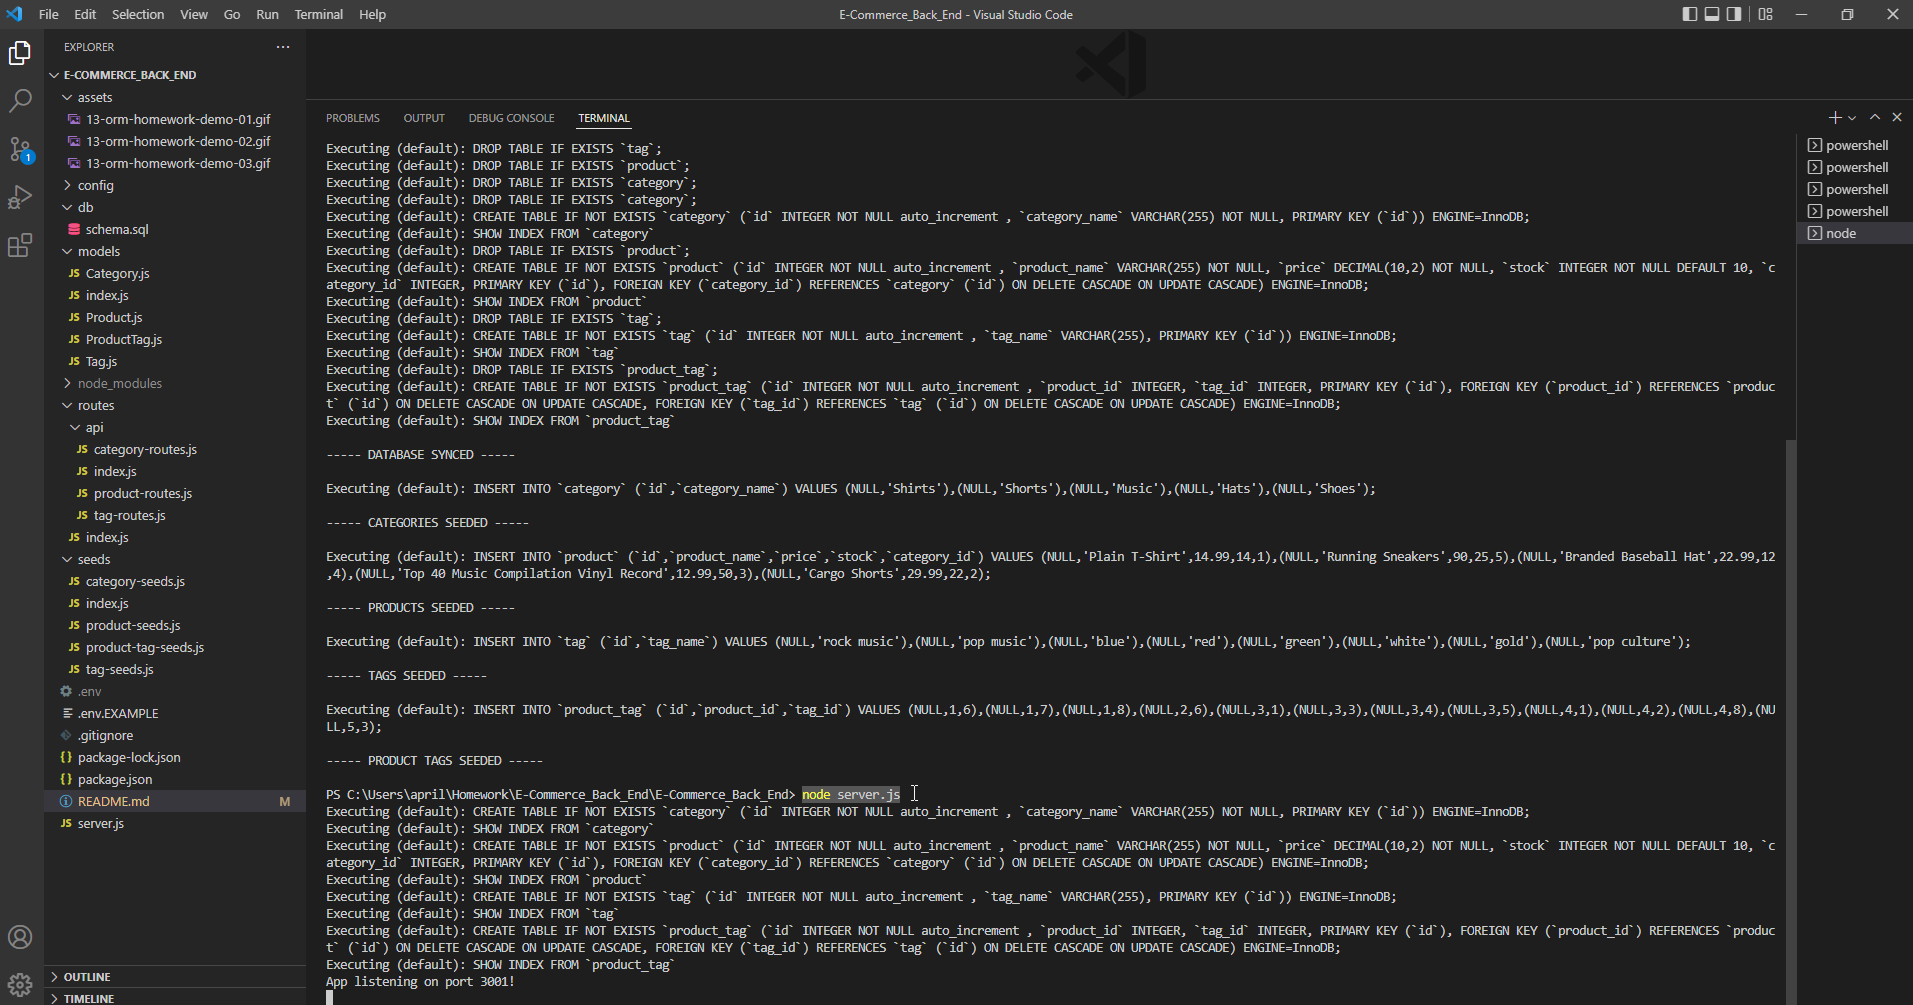 File Edit Selection View Go Run Terminal Help
E-Commerce_Back_End - Visual Studio Code
EXPLORER
E-COMMERCE_BACK_END
assets
13-orm-homework-demo-01.gif
13-orm-homework-demo-02.gif
13-orm-homework-demo-03.gif
config
db
schema.sql
models
JS Category.js
JS index.js
JS Product.js
JS ProductTag.js
JS Tag.js
node_modules
routes
api
JS category-routes.js
JS index.js
JS product-routes.js
JS tag-routes.js
JS index.js
seeds
JS category-seeds.js
JS index.js
JS product-seeds.js
JS product-tag-seeds.js
JS tag-seeds.js
.env
.env.EXAMPLE
.gitignore
{} package-lock.json
{} package.json
README.md M
JS server.js
OUTLINE
TIMELINE
1
PROBLEMS OUTPUT DEBUG CONSOLE TERMINAL
Executing (default): DROP TABLE IF EXISTS `tag`;
Executing (default): DROP TABLE IF EXISTS `product`;
Executing (default): DROP TABLE IF EXISTS `category`;
Executing (default): DROP TABLE IF EXISTS `category`;
Executing (default): CREATE TABLE IF NOT EXISTS `category` (`id` INTEGER NOT NULL auto_increment , `category_name` VARCHAR(255) NOT NULL, PRIMARY KEY (`id`)) ENGINE=InnoDB;
Executing (default): SHOW INDEX FROM `category`
Executing (default): DROP TABLE IF EXISTS `product`;
Executing (default): CREATE TABLE IF NOT EXISTS `product` (`id` INTEGER NOT NULL auto_increment , `product_name` VARCHAR(255) NOT NULL, `price` DECIMAL(10,2) NOT NULL, `stock` INTEGER NOT NULL DEFAULT 10, `c
ategory_id` INTEGER, PRIMARY KEY (`id`), FOREIGN KEY (`category_id`) REFERENCES `category` (`id`) ON DELETE CASCADE ON UPDATE CASCADE) ENGINE=InnoDB;
Executing (default): SHOW INDEX FROM `product`
Executing (default): DROP TABLE IF EXISTS `tag`;
Executing (default): CREATE TABLE IF NOT EXISTS `tag` (`id` INTEGER NOT NULL auto_increment , `tag_name` VARCHAR(255), PRIMARY KEY (`id`)) ENGINE=InnoDB;
Executing (default): SHOW INDEX FROM `tag`
Executing (default): DROP TABLE IF EXISTS `product_tag`;
Executing (default): CREATE TABLE IF NOT EXISTS `product_tag` (`id` INTEGER NOT NULL auto_increment , `product_id` INTEGER, `tag_id` INTEGER, PRIMARY KEY (`id`), FOREIGN KEY (`product_id`) REFERENCES `produc
t` (`id`) ON DELETE CASCADE ON UPDATE CASCADE, FOREIGN KEY (`tag_id`) REFERENCES `tag` (`id`) ON DELETE CASCADE ON UPDATE CASCADE) ENGINE=InnoDB;
Executing (default): SHOW INDEX FROM `product_tag`
----- DATABASE SYNCED -----
Executing (default): INSERT INTO `category` (`id`,`category_name`) VALUES (NULL,'Shirts'),(NULL,'Shorts'),(NULL,'Music'),(NULL,'Hats'),(NULL,'Shoes');
----- CATEGORIES SEEDED -----
Executing (default): INSERT INTO `product` (`id`,`product_name`,`price`,`stock`,`category_id`) VALUES (NULL,'Plain T-Shirt',14.99,14,1),(NULL,'Running Sneakers',90,25,5),(NULL,'Branded Baseball Hat',22.99,12
,4),(NULL,'Top 40 Music Compilation Vinyl Record',12.99,50,3),(NULL,'Cargo Shorts',29.99,22,2);
----- PRODUCTS SEEDED -----
Executing (default): INSERT INTO `tag` (`id`,`tag_name`) VALUES (NULL,'rock music'),(NULL,'pop music'),(NULL,'blue'),(NULL,'red'),(NULL,'green'),(NULL,'white'),(NULL,'gold'),(NULL,'pop culture');
----- TAGS SEEDED -----
Executing (default): INSERT INTO `product_tag` (`id`,`product_id`,`tag_id`) VALUES (NULL,1,6),(NULL,1,7),(NULL,1,8),(NULL,2,6),(NULL,3,1),(NULL,3,3),(NULL,3,4),(NULL,3,5),(NULL,4,1),(NULL,4,2),(NULL,4,8),(NU
LL,5,3);
----- PRODUCT TAGS SEEDED -----
PS C:\Users\april\Homework\E-Commerce_Back_End\E-Commerce_Back_End> node server.js
Executing (default): CREATE TABLE IF NOT EXISTS `category` (`id` INTEGER NOT NULL auto_increment , `category_name` VARCHAR(255) NOT NULL, PRIMARY KEY (`id`)) ENGINE=InnoDB;
Executing (default): SHOW INDEX FROM `category`
Executing (default): CREATE TABLE IF NOT EXISTS `product` (`id` INTEGER NOT NULL auto_increment , `product_name` VARCHAR(255) NOT NULL, `price` DECIMAL(10,2) NOT NULL, `stock` INTEGER NOT NULL DEFAULT 10, `c
ategory_id` INTEGER, PRIMARY KEY (`id`), FOREIGN KEY (`category_id`) REFERENCES `category` (`id`) ON DELETE CASCADE ON UPDATE CASCADE) ENGINE=InnoDB;
Executing (default): SHOW INDEX FROM `product`
Executing (default): CREATE TABLE IF NOT EXISTS `tag` (`id` INTEGER NOT NULL auto_increment , `tag_name` VARCHAR(255), PRIMARY KEY (`id`)) ENGINE=InnoDB;
Executing (default): SHOW INDEX FROM `tag`
Executing (default): CREATE TABLE IF NOT EXISTS `product_tag` (`id` INTEGER NOT NULL auto_increment , `product_id` INTEGER, `tag_id` INTEGER, PRIMARY KEY (`id`), FOREIGN KEY (`product_id`) REFERENCES `produc
t` (`id`) ON DELETE CASCADE ON UPDATE CASCADE, FOREIGN KEY (`tag_id`) REFERENCES `tag` (`id`) ON DELETE CASCADE ON UPDATE CASCADE) ENGINE=InnoDB;
Executing (default): SHOW INDEX FROM `product_tag`
App listening on port 3001!
powershell
powershell
powershell
powershell
node